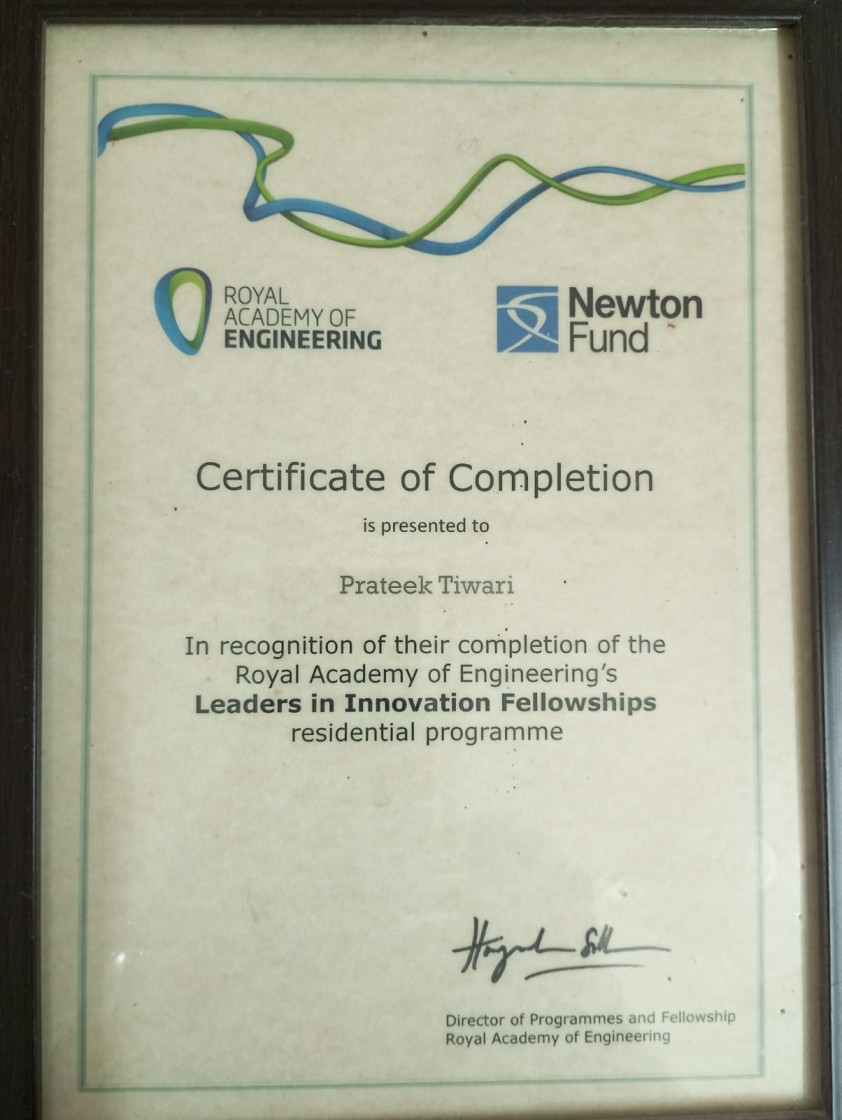 ROYAL
ACADEMY OF
ENGINEERING
Newton
Fund
Certificate of Completion
is presented to
Prateek Tiwari
In recognition of their completion of the
Royal Academy of Engineering's
Leaders in Innovation Fellowships
residential programme
Director of Programmes and Fellowship
Royal Academy of Engineering